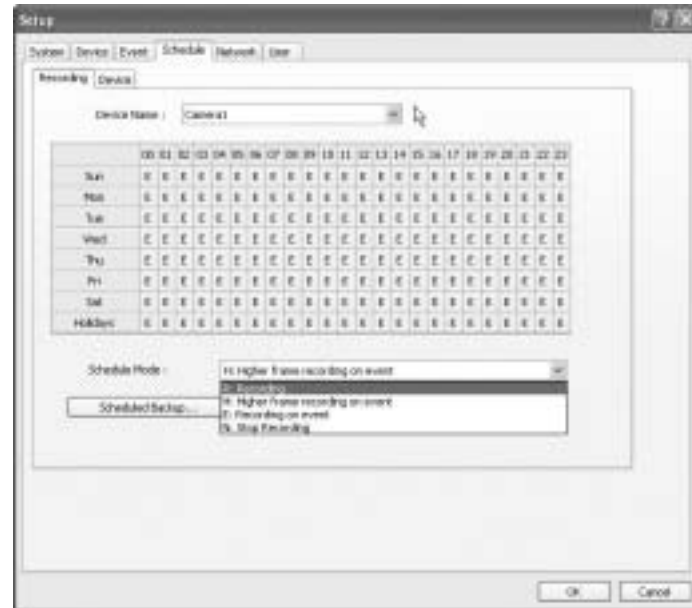 Setup
System Device Event Schedule Network User
Recording Device
Device Name : Camera1
00 01 02 03 04 05 06 07 08 09 10 11 12 13 14 15 16 17 18 19 20 21 22 23
Sun E E E E E E E E E E E E E E E E E E E E E E E E
Mon E E E E E E E E E E E E E E E E E E E E E E E E
Tue E E E E E E E E E E E E E E E E E E E E E E E E
Wed E E E E E E E E E E E E E E E E E E E E E E E E
Thu E E E E E E E E E E E E E E E E E E E E E E E E
Fri E E E E E E E E E E E E E E E E E E E E E E E E
Sat E E E E E E E E E E E E E E E E E E E E E E E E
Holidays E E E E E E E E E E E E E E E E E E E E E E E E
Schedule Mode : H: Higher frame recording on event
R: Recording
Scheduled Backup... H: Higher frame recording on event
E: Recording on event
N: Stop Recording
OK Cancel